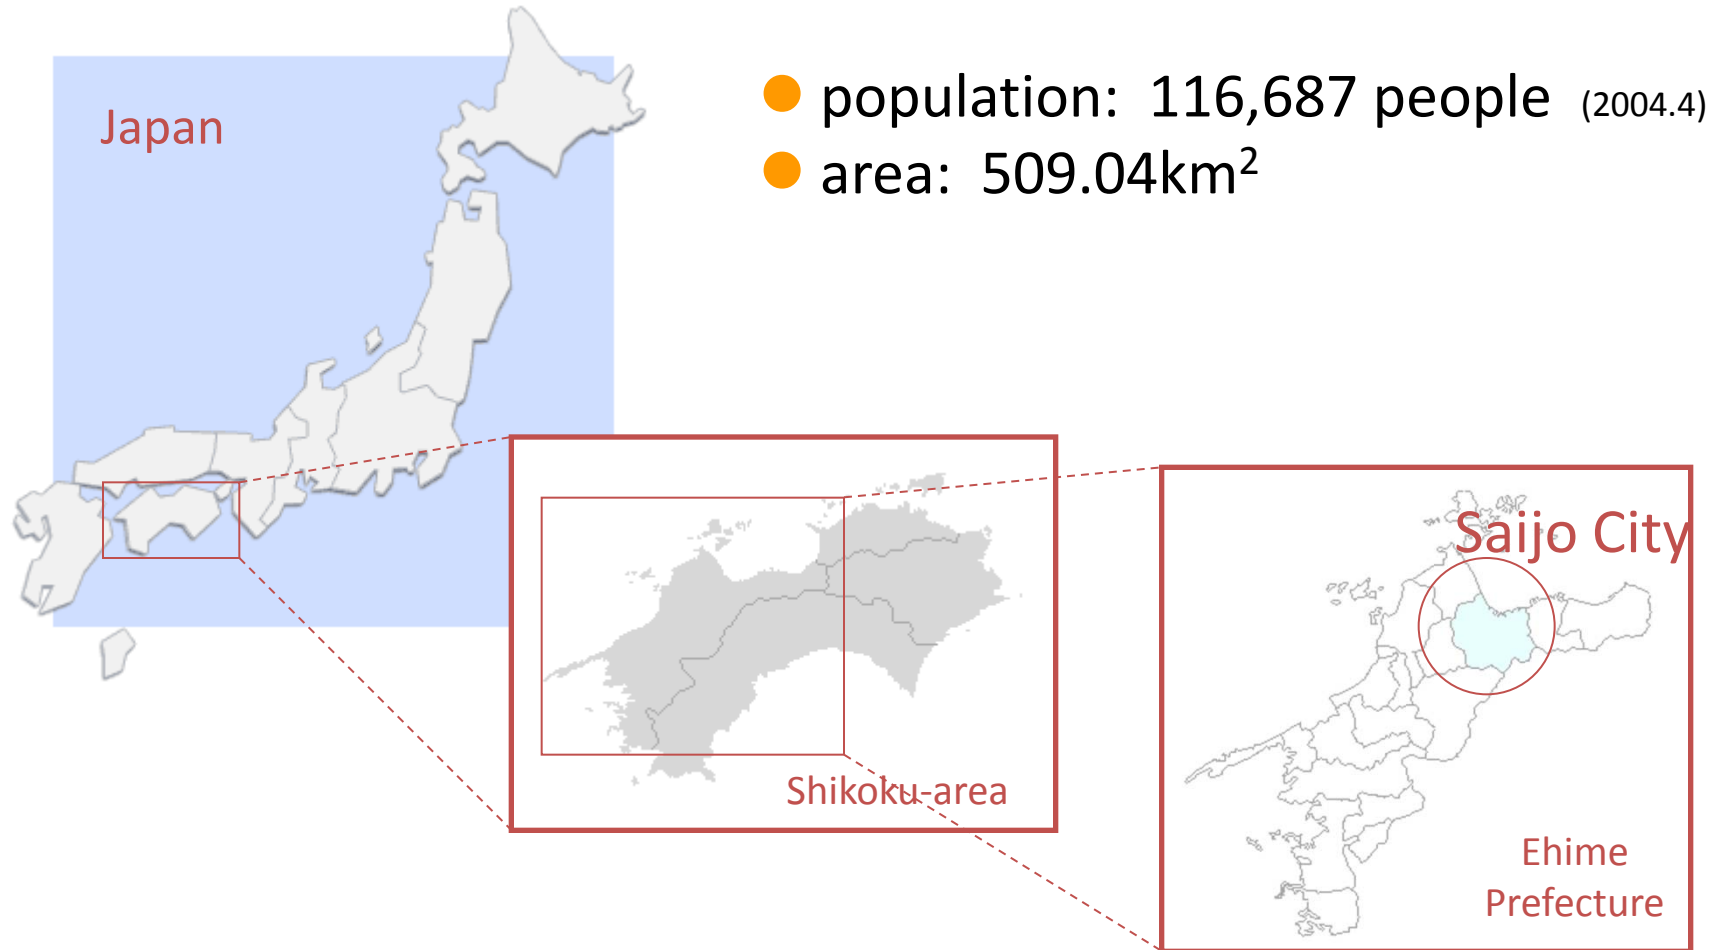 Japan
population: 116,687 people (2004.4)
area: 509.04km²
Shikoku-area
Saijo City
Ehime
Prefecture